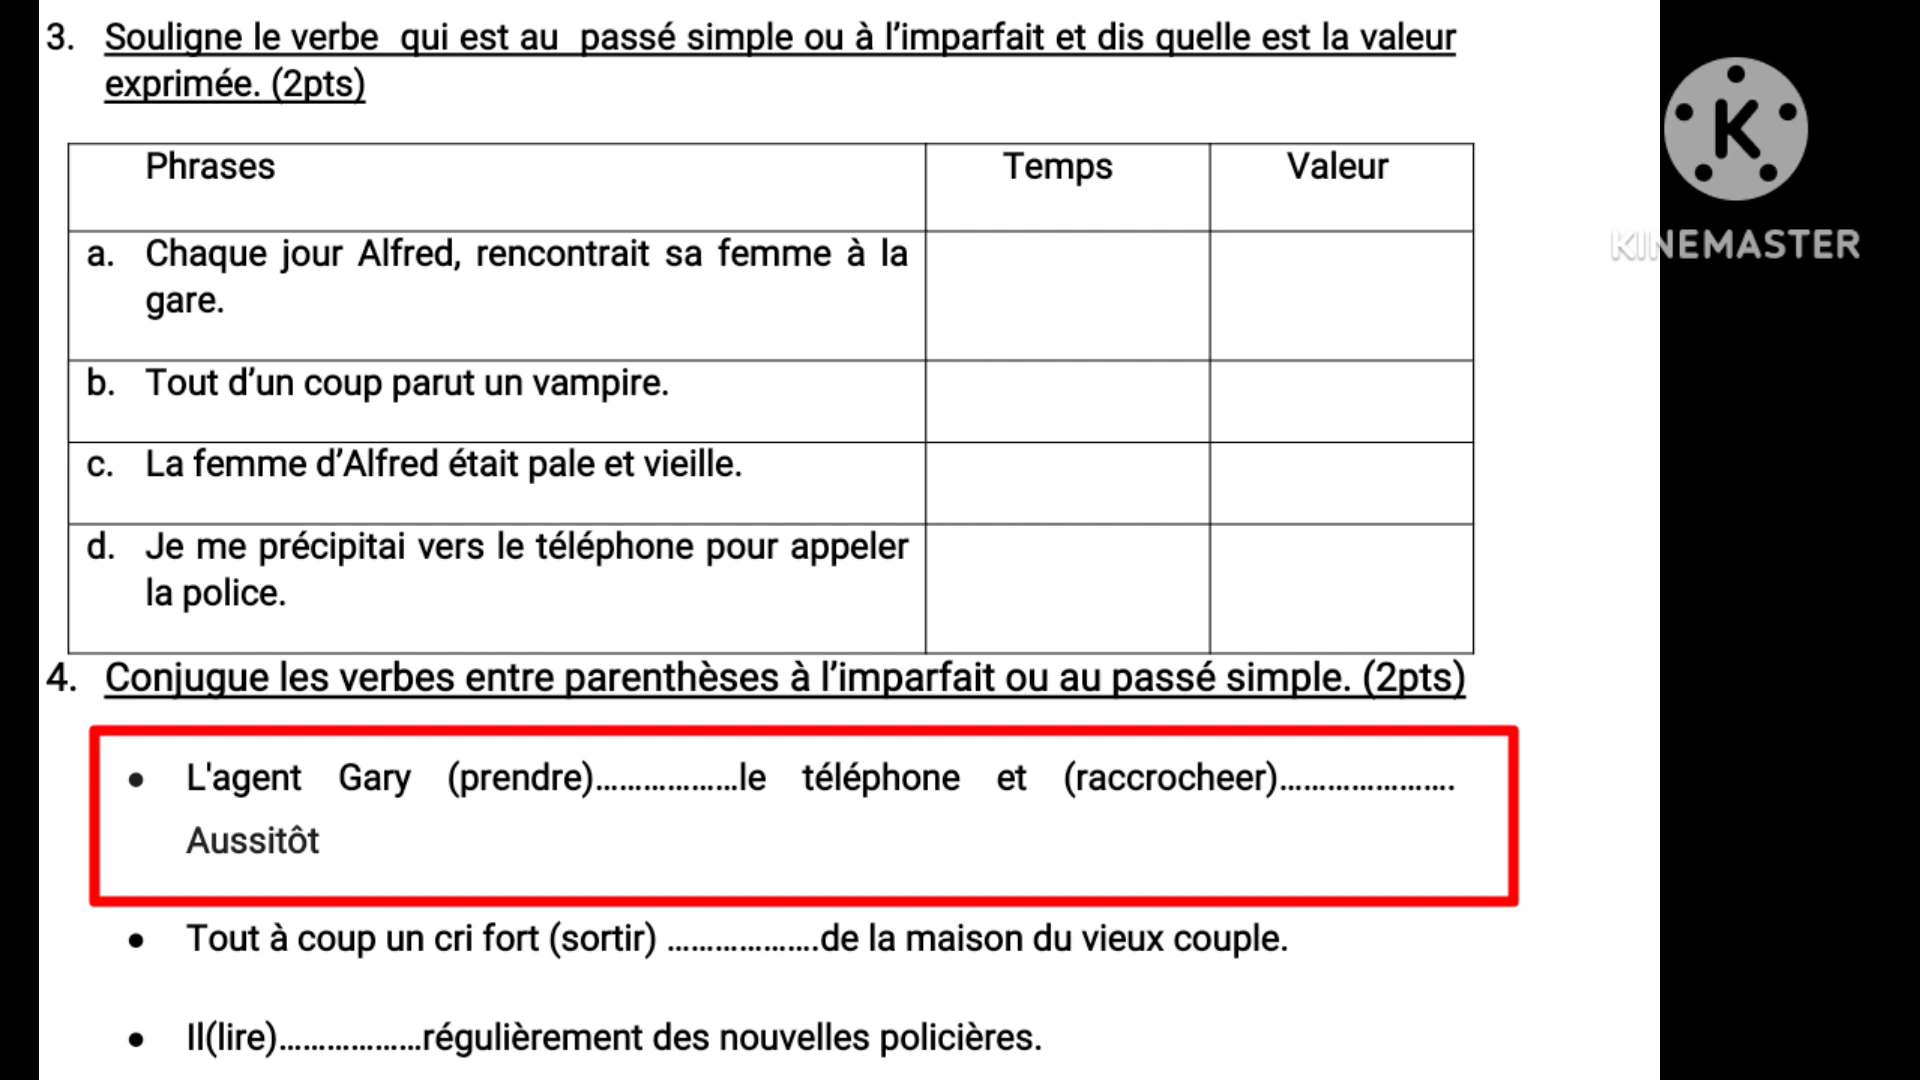 3. Souligne le verbe qui est au passé simple ou à l’imparfait et dis quelle est la valeur
exprimée. (2pts)
Phrases Temps Valeur
a. Chaque jour Alfred, rencontrait sa femme à la
gare.
b. Tout d’un coup parut un vampire.
c. La femme d’Alfred était pale et vieille.
d. Je me précipitai vers le téléphone pour appeler
la police.
4. Conjugue les verbes entre parenthèses à l’imparfait ou au passé simple. (2pts)
• L'agent Gary (prendre)………………le téléphone et (raccrocheer)………………….
Aussitôt
• Tout à coup un cri fort (sortir) ……………….de la maison du vieux couple.
• Il(lire)………………régulièrement des nouvelles policières.
K
KINEMASTER